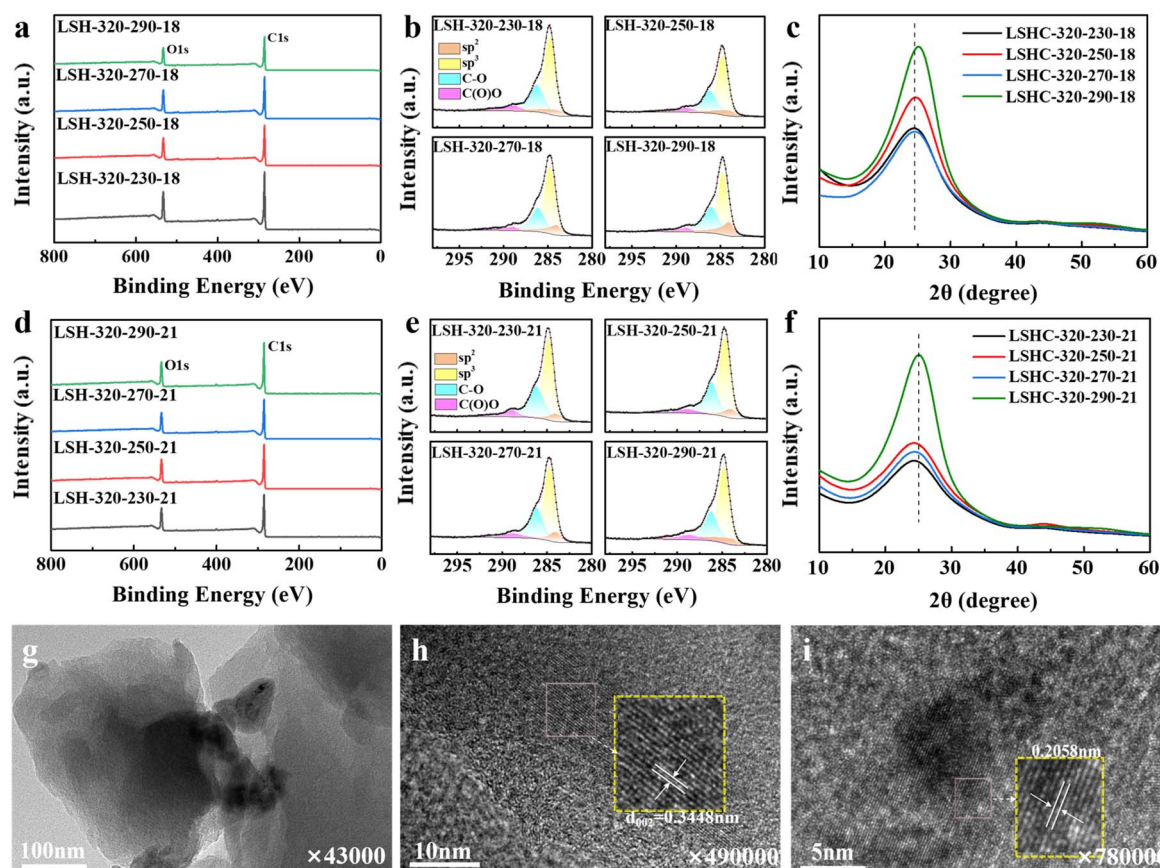 a
LSH-320-290-18
O1s
C1s
LSH-320-270-18
LSH-320-250-18
LSH-320-230-18
Intensity (a.u.)
800 600 400 200 0
Binding Energy (eV)
b
LSH-320-230-18
sp²
sp³
C-O
C(O)O
LSH-320-250-18
LSH-320-270-18
LSH-320-290-18
Intensity (a.u.)
295 290 285 280 295 290 285 280
Binding Energy (eV)
c
LSHC-320-230-18
LSHC-320-250-18
LSHC-320-270-18
LSHC-320-290-18
Intensity (a.u.)
10 20 30 40 50 60
2θ (degree)
d
LSH-320-290-21
O1s
C1s
LSH-320-270-21
LSH-320-250-21
LSH-320-230-21
Intensity (a.u.)
800 600 400 200 0
Binding Energy (eV)
e
LSH-320-230-21
sp²
sp³
C-O
C(O)O
LSH-320-250-21
LSH-320-270-21
LSH-320-290-21
Intensity (a.u.)
295 290 285 280 295 290 285 280
Binding Energy (eV)
f
LSHC-320-230-21
LSHC-320-250-21
LSHC-320-270-21
LSHC-320-290-21
Intensity (a.u.)
10 20 30 40 50 60
2θ (degree)
g
100nm
×43000
h
d₀₀₂=0.3448nm
10nm
×490000
i
0.2058nm
5nm
×780000